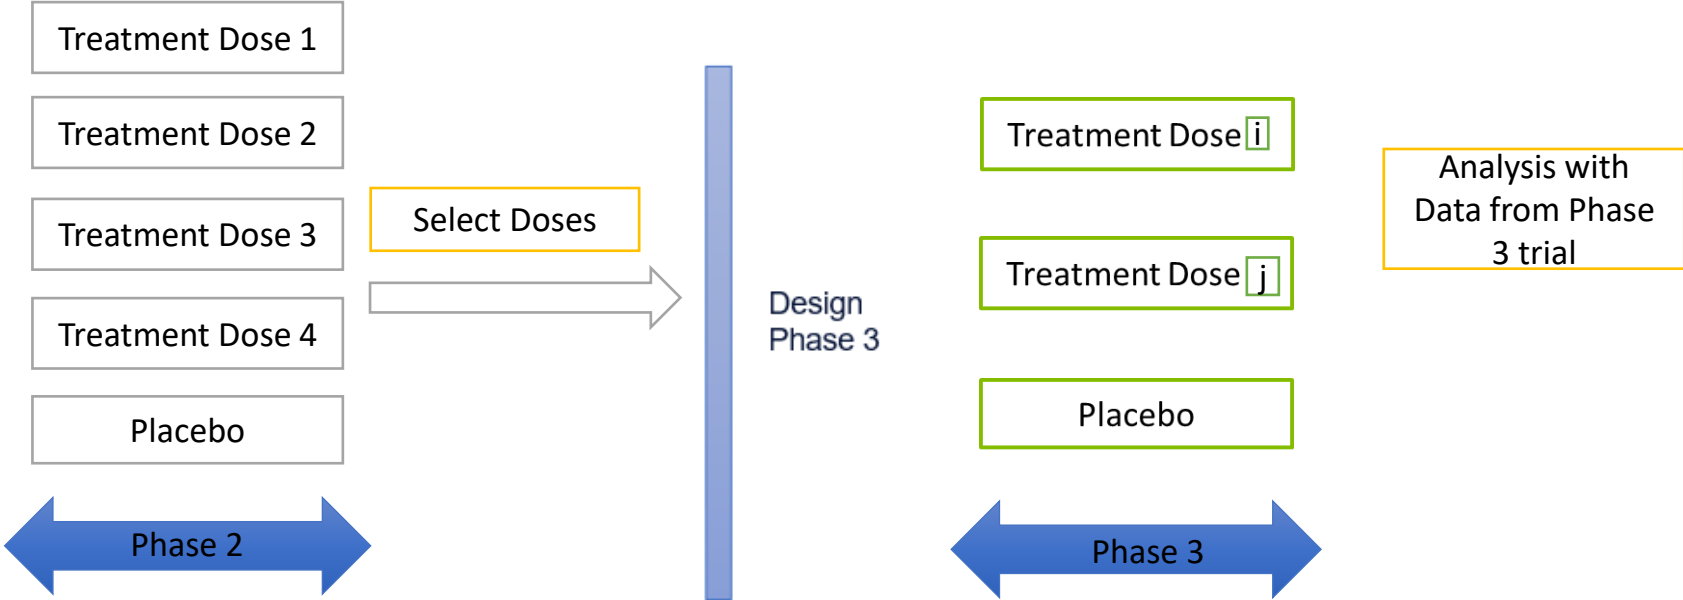 Treatment Dose 1
Treatment Dose 2
Treatment Dose 3
Treatment Dose 4
Placebo
Phase 2
Select Doses
Design
Phase 3
Treatment Dose i
Treatment Dose j
Placebo
Phase 3
Analysis with
Data from Phase
3 trial